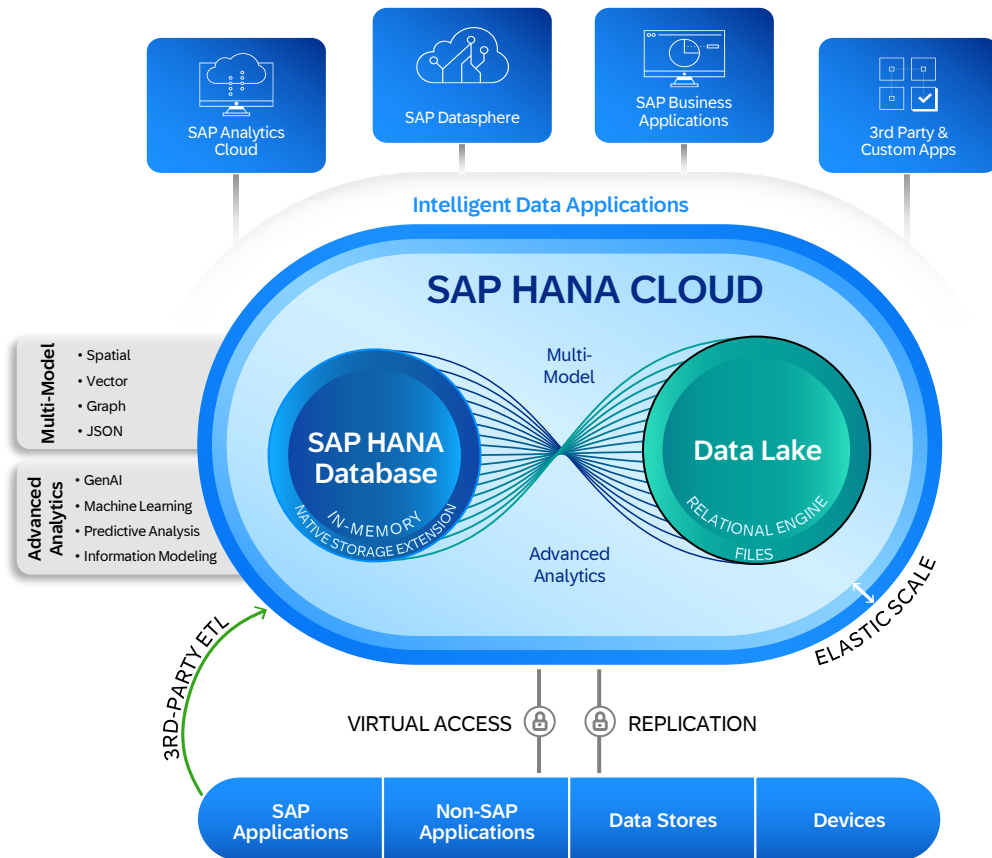 SAP Analytics
Cloud
SAP Datasphere
SAP Business
Applications
3rd Party &
Custom Apps
Intelligent Data Applications
SAP HANA CLOUD
Multi-Model
• Spatial
• Vector
• Graph
• JSON
Advanced
Analytics
• GenAI
• Machine Learning
• Predictive Analysis
• Information Modeling
Multi-
Model
SAP HANA
Database
IN-MEMORY
NATIVE STORAGE EXTENSION
Data Lake
RELATIONAL ENGINE
FILES
Advanced
Analytics
ELASTIC SCALE
3RD-PARTY ETL
VIRTUAL ACCESS
REPLICATION
SAP
Applications
Non-SAP
Applications
Data Stores
Devices